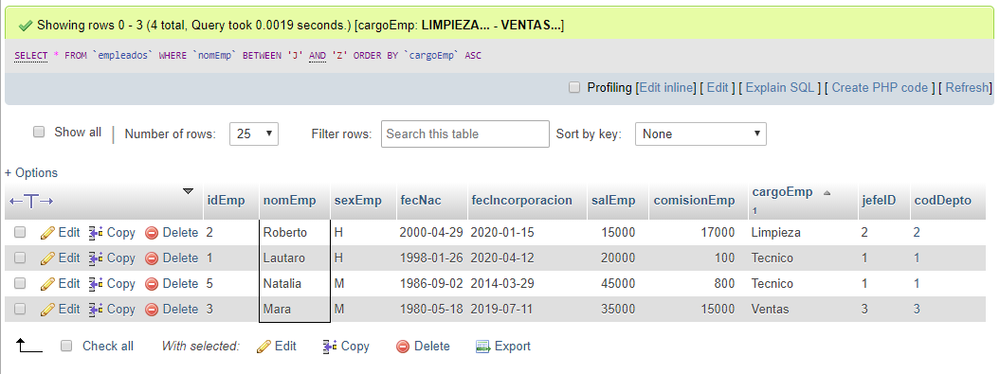 Showing rows 0 - 3 (4 total, Query took 0.0019 seconds.) [cargoEmp: LIMPIEZA... - VENTAS...]
SELECT * FROM `empleados` WHERE `nomEmp` BETWEEN 'J' AND 'Z' ORDER BY `cargoEmp` ASC
Profiling [Edit inline] [ Edit ] [ Explain SQL ] [ Create PHP code ] [ Refresh]
Show all | Number of rows: 25 Filter rows: Search this table Sort by key: None
+ Options
←T→ idEmp nomEmp sexEmp fecNac fecIncorporacion salEmp comisionEmp cargoEmp 1 jefeID codDepto
Edit Copy Delete 2 Roberto H 2000-04-29 2020-01-15 15000 17000 Limpieza 2 2
Edit Copy Delete 1 Lautaro H 1998-01-26 2020-04-12 20000 100 Tecnico 1 1
Edit Copy Delete 5 Natalia M 1986-09-02 2014-03-29 45000 800 Tecnico 1 1
Edit Copy Delete 3 Mara M 1980-05-18 2019-07-11 35000 15000 Ventas 3 3
Check all With selected: Edit Copy Delete Export